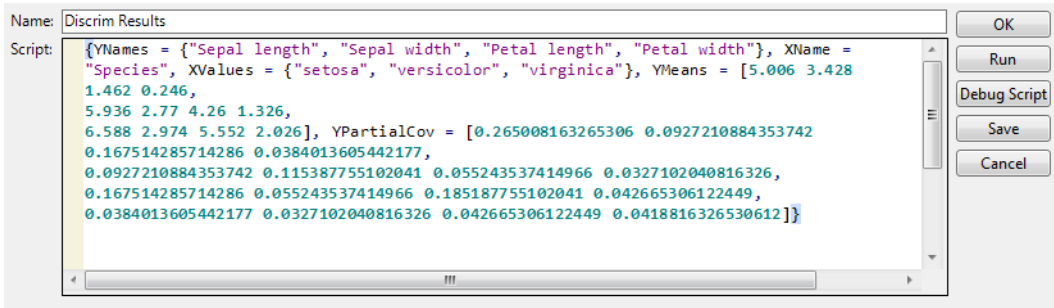 Name: Discrim Results
OK
Script: {YNames = {"Sepal length", "Sepal width", "Petal length", "Petal width"}, XName =
"Species", XValues = {"setosa", "versicolor", "virginica"}, YMeans = [5.006 3.428
1.462 0.246,
5.936 2.77 4.26 1.326,
6.588 2.974 5.552 2.026], YPartialCov = [0.265008163265306 0.0927210884353742
0.167514285714286 0.0384013605442177,
0.0927210884353742 0.115387755102041 0.055243537414966 0.0327102040816326,
0.167514285714286 0.055243537414966 0.185187755102041 0.042665306122449,
0.0384013605442177 0.0327102040816326 0.042665306122449 0.0418816326530612]}
Run
Debug Script
Save
Cancel